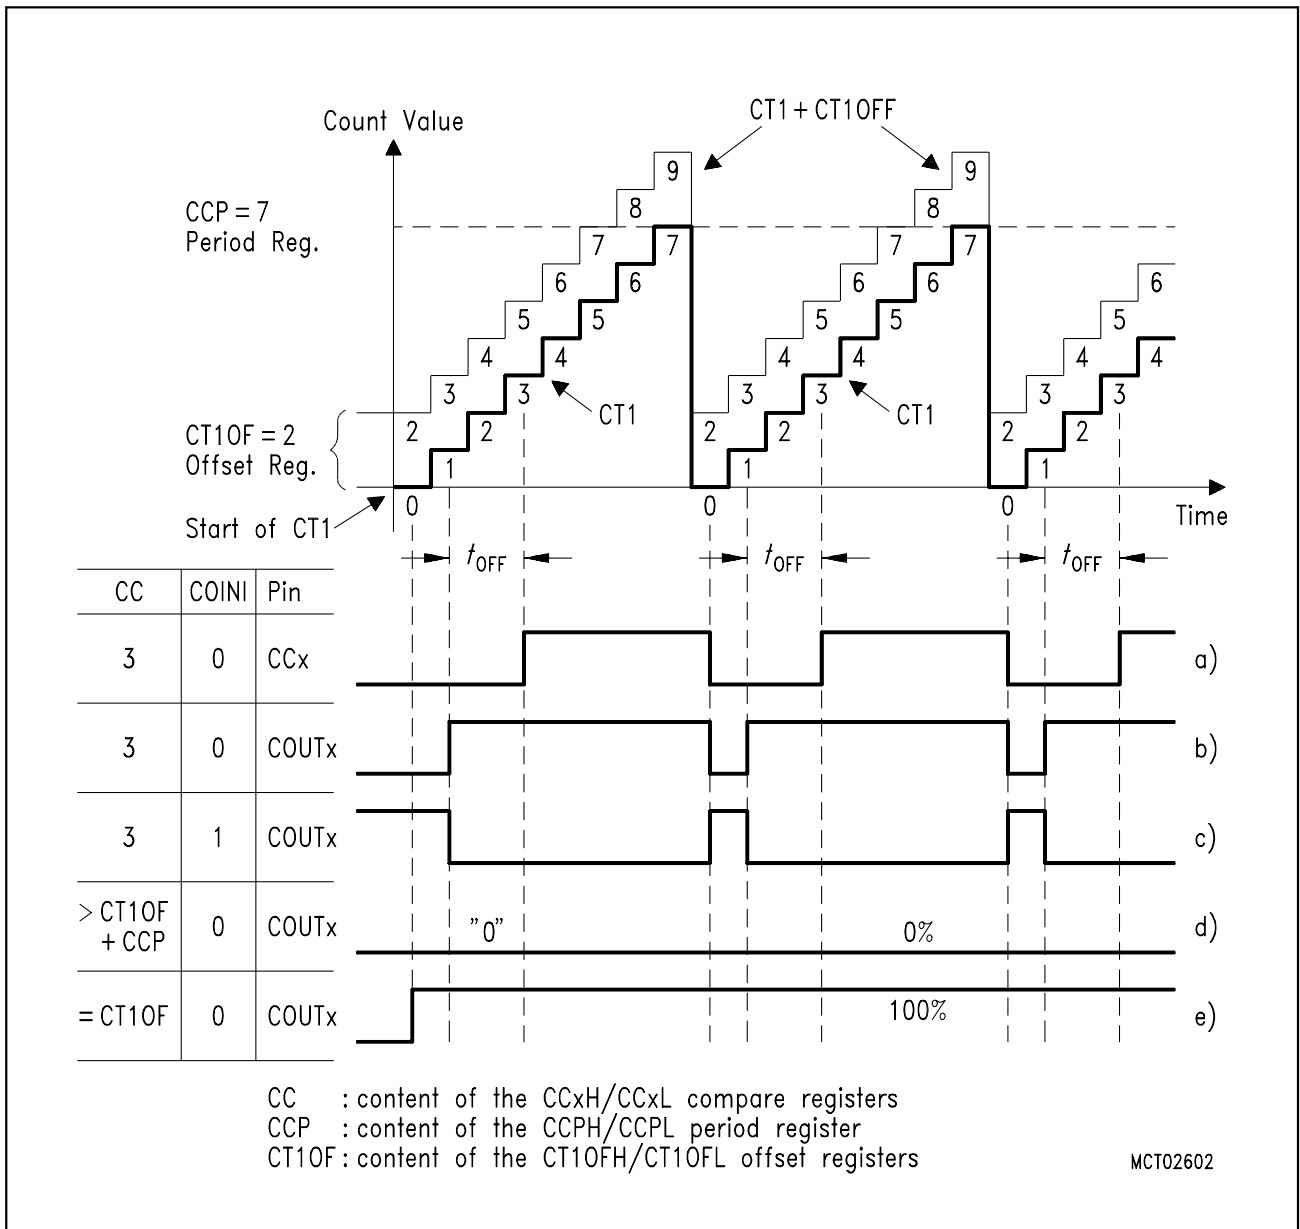 CT1 + CT1OFF
Count Value
9 9
CCP = 7
Period Reg.
8 8
7 7 7 7
6 6 6 6 6
5 5 5 5 5
4 4 4 4 4 4
3 3 3 3 3 3
CT1 CT1
CT1OF = 2
Offset Reg.
2 2 2 2 2 2
1 1 1
0 0 0
Start of CT1
Time
tOFF tOFF tOFF
CC COINI Pin
3 0 CCx a)
3 0 COUTx b)
3 1 COUTx c)
> CT1OF
+ CCP 0 COUTx "0" 0% d)
= CT1OF 0 COUTx 100% e)
CC : content of the CCxH/CCxL compare registers
CCP : content of the CCPH/CCPL period register
CT1OF : content of the CT1OFH/CT1OFL offset registers
MCT02602